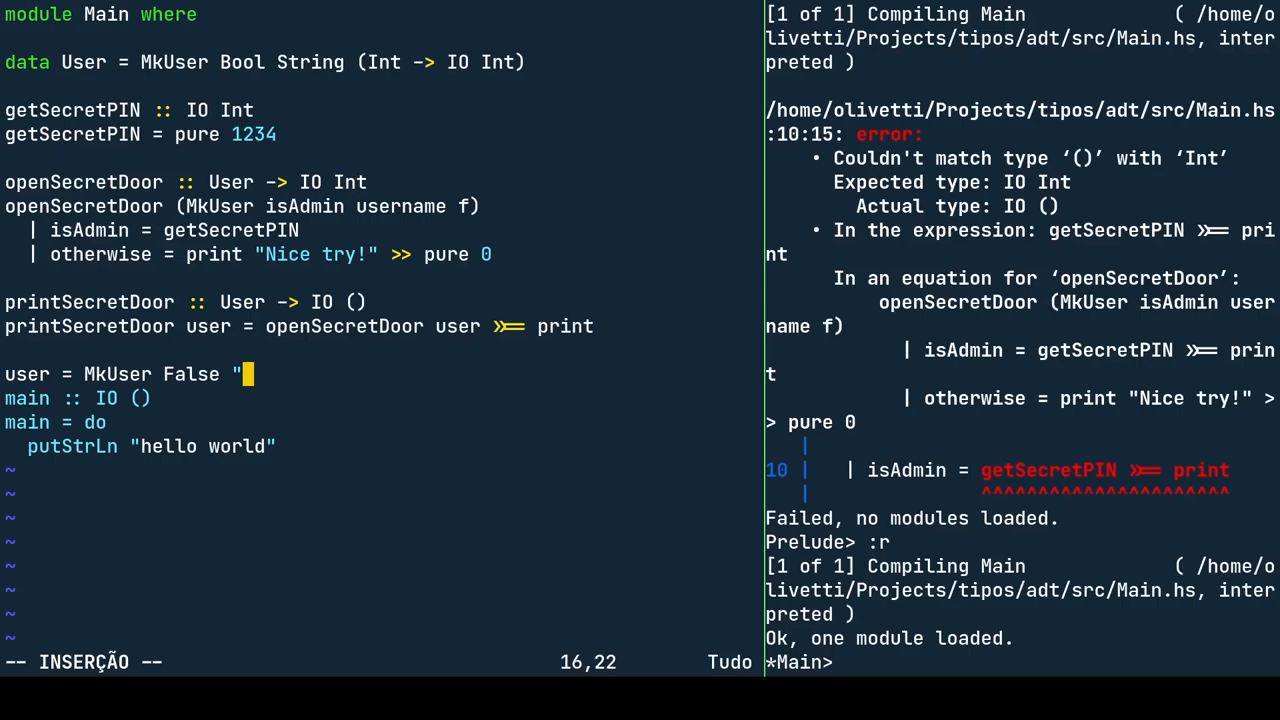 module Main where
data User = MkUser Bool String (Int -> IO Int)
getSecretPIN :: IO Int
getSecretPIN = pure 1234
openSecretDoor :: User -> IO Int
openSecretDoor (MkUser isAdmin username f)
  | isAdmin = getSecretPIN
  | otherwise = print "Nice try!" >> pure 0
printSecretDoor :: User -> IO ()
printSecretDoor user = openSecretDoor user >>= print
user = MkUser False "
main :: IO ()
main = do
  putStrLn "hello world"
~
~
~
~
~
~
~
~
-- INSERÇÃO --    16,22    Tudo
[1 of 1] Compiling Main             ( /home/o
livetti/Projects/tipos/adt/src/Main.hs, inter
preted )
/home/olivetti/Projects/tipos/adt/src/Main.hs
:10:15: error:
    • Couldn't match type ‘()’ with ‘Int’
      Expected type: IO Int
        Actual type: IO ()
    • In the expression: getSecretPIN >>= pri
nt
      In an equation for ‘openSecretDoor’:
          openSecretDoor (MkUser isAdmin user
name f)
            | isAdmin = getSecretPIN >>= prin
t
            | otherwise = print "Nice try!" >
> pure 0
   |
10 |   | isAdmin = getSecretPIN >>= print
   |               ^^^^^^^^^^^^^^^^^^^^^^
Failed, no modules loaded.
Prelude> :r
[1 of 1] Compiling Main             ( /home/o
livetti/Projects/tipos/adt/src/Main.hs, inter
preted )
Ok, one module loaded.
*Main>